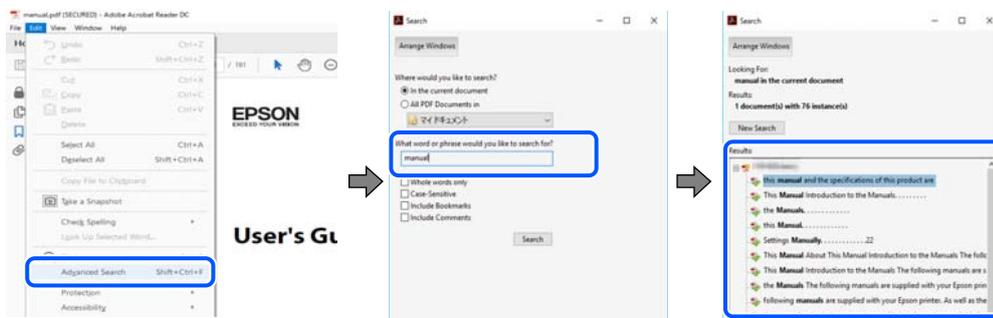 manual.pdf (SECURED) - Adobe Acrobat Reader DC
File Edit View Window Help
Undo Ctrl+Z
Redo Shift+Ctrl+Z
Cut Ctrl+X
Copy Ctrl+C
Paste Ctrl+V
Delete
Select All Ctrl+A
Deselect All Shift+Ctrl+A
Copy File to Clipboard
Take a Snapshot
Check Spelling
Look Up Selected Word...
Advanced Search Shift+Ctrl+F
Protection
Accessibility
/ 181
EPSON
EXCEED YOUR VISION
User's Gu
Search
Arrange Windows
Where would you like to search?
In the current document
All PDF Documents in
マイ ドキュメント
What word or phrase would you like to search for?
manual
Whole words only
Case-Sensitive
Include Bookmarks
Include Comments
Search
Search
Arrange Windows
Looking For:
manual in the current document
Results:
1 document(s) with 76 instance(s)
New Search
Results:
this manual and the specifications of this product are
This Manual Introduction to the Manuals. . . . . . . . .
the Manuals. . . . . . . . . . . . .
this Manual. . . . . . . . . . . . .
Settings Manually. . . . . . . . . . . . .22
This Manual About This Manual Introduction to the Manuals The follo
This Manual Introduction to the Manuals The following manuals are s
the Manuals The following manuals are supplied with your Epson prin
following manuals are supplied with your Epson printer. As well as the